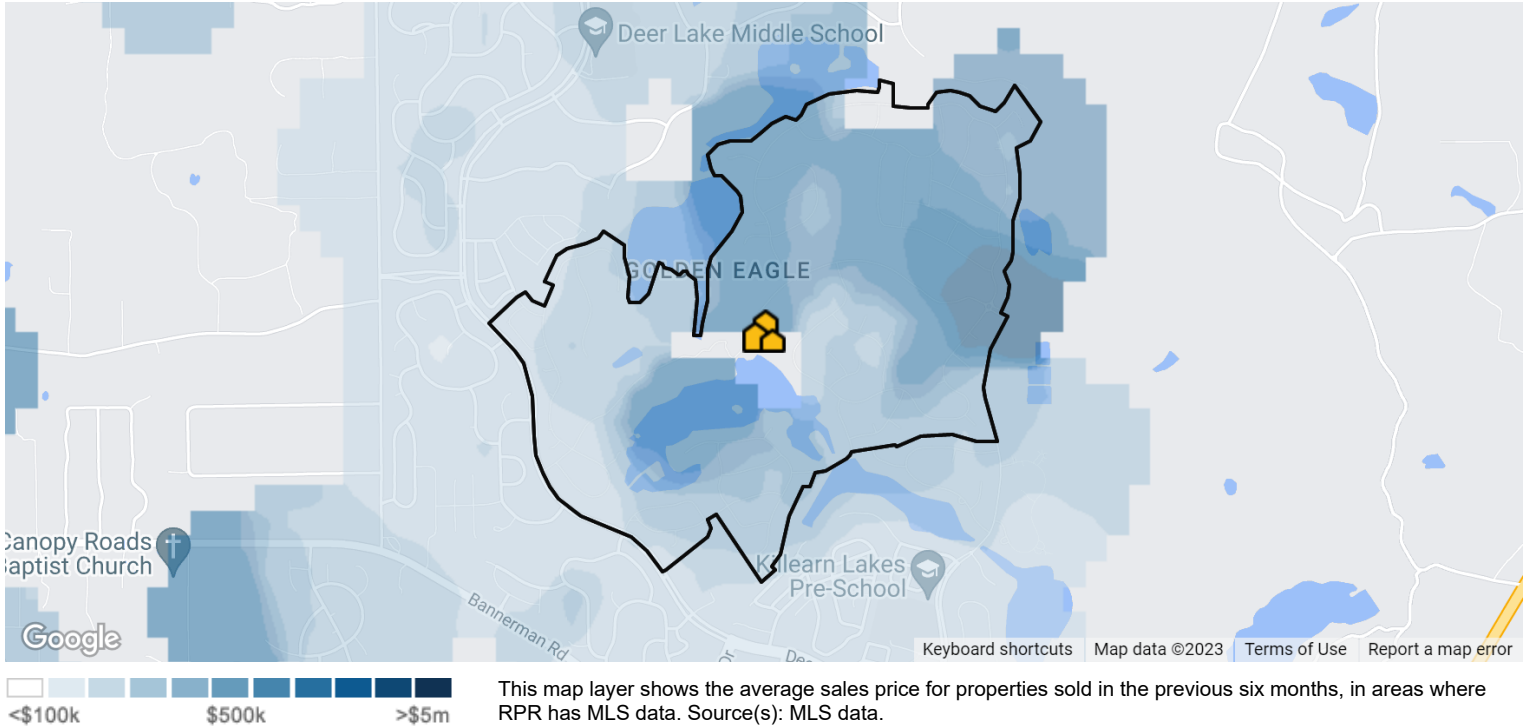 Deer Lake Middle School
GOLDEN EAGLE
Canopy Roads
Baptist Church
Killearn Lakes
Pre-School
Bannerman Rd
Google
Keyboard shortcuts
Map data ©2023
Terms of Use
Report a map error
<$100k
$500k
>$5m
This map layer shows the average sales price for properties sold in the previous six months, in areas where
RPR has MLS data. Source(s): MLS data.